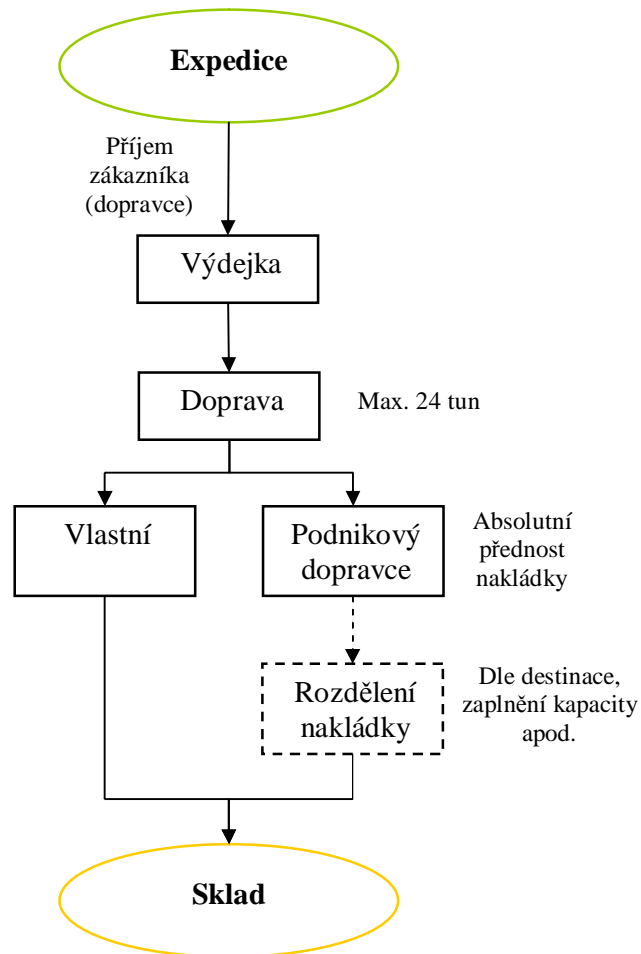 Expedice
Příjem
zákazníka
(dopravce)
Výdejka
Doprava
Max. 24 tun
Vlastní
Podnikový
dopravce
Absolutní
přednost
nakládky
Rozdělení
nakládky
Dle destinace,
zaplnění kapacity
apod.
Sklad